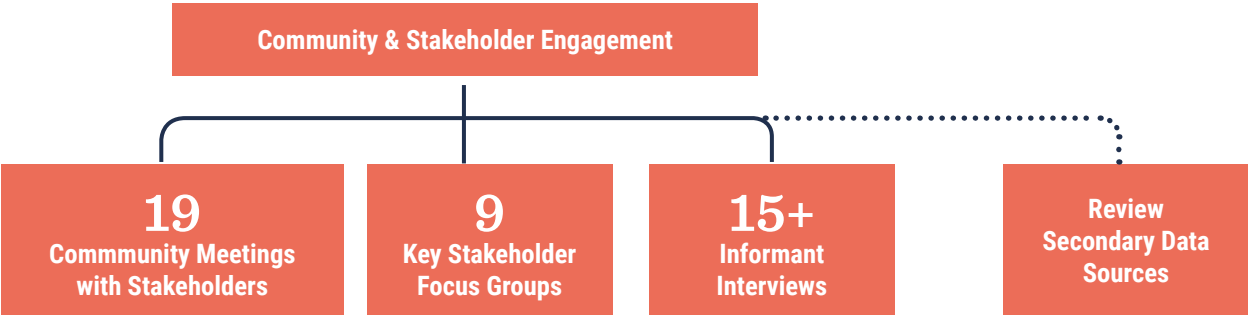 Community & Stakeholder Engagement
19
Commmunity Meetings
with Stakeholders
9
Key Stakeholder
Focus Groups
15+
Informant
Interviews
Review
Secondary Data
Sources